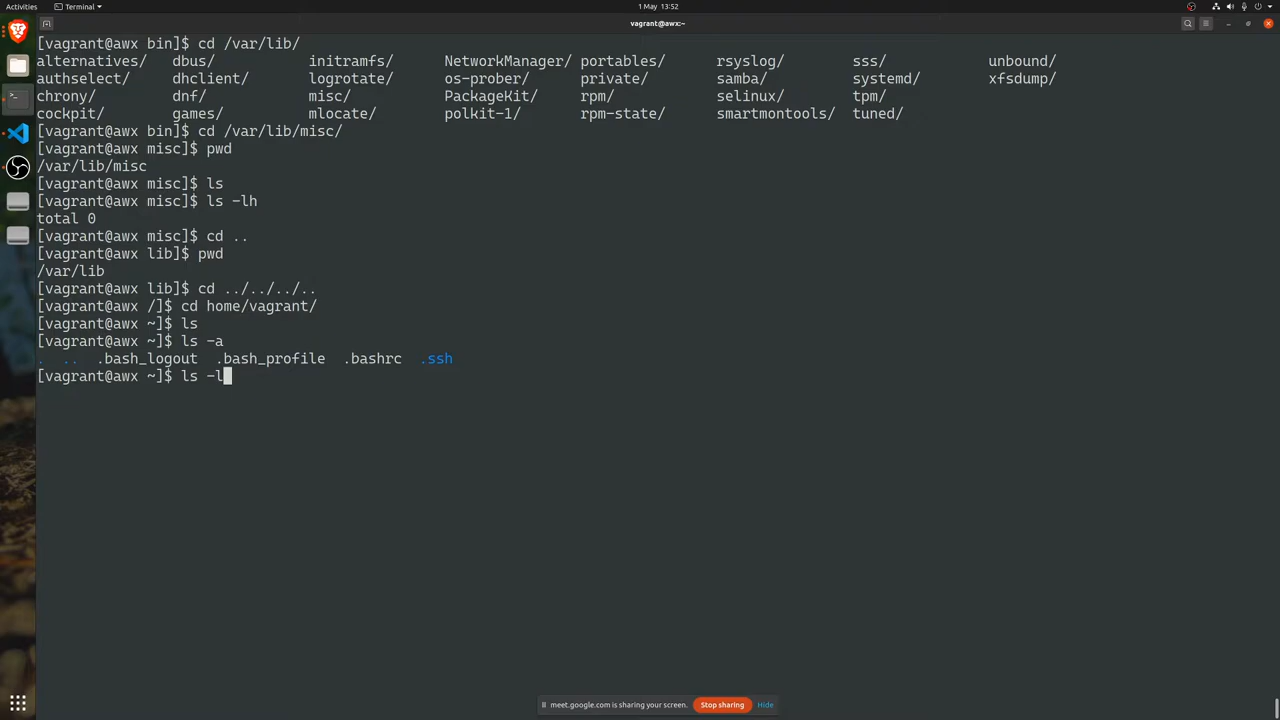 Activities Terminal 1 May 13:52
vagrant@awx:~
[vagrant@awx bin]$ cd /var/lib/
alternatives/ dbus/ initramfs/ NetworkManager/ portables/ rsyslog/ sss/ unbound/
authselect/ dhclient/ logrotate/ os-prober/ private/ samba/ systemd/ xfsdump/
chrony/ dnf/ misc/ PackageKit/ rpm/ selinux/ tpm/
cockpit/ games/ mlocate/ polkit-1/ rpm-state/ smartmontools/ tuned/
[vagrant@awx bin]$ cd /var/lib/misc/
[vagrant@awx misc]$ pwd
/var/lib/misc
[vagrant@awx misc]$ ls
[vagrant@awx misc]$ ls -lh
total 0
[vagrant@awx misc]$ cd ..
[vagrant@awx lib]$ pwd
/var/lib
[vagrant@awx lib]$ cd ../../../..
[vagrant@awx /]$ cd home/vagrant/
[vagrant@awx ~]$ ls
[vagrant@awx ~]$ ls -a
. .. .bash_logout .bash_profile .bashrc .ssh
[vagrant@awx ~]$ ls -l
meet.google.com is sharing your screen. Stop sharing Hide